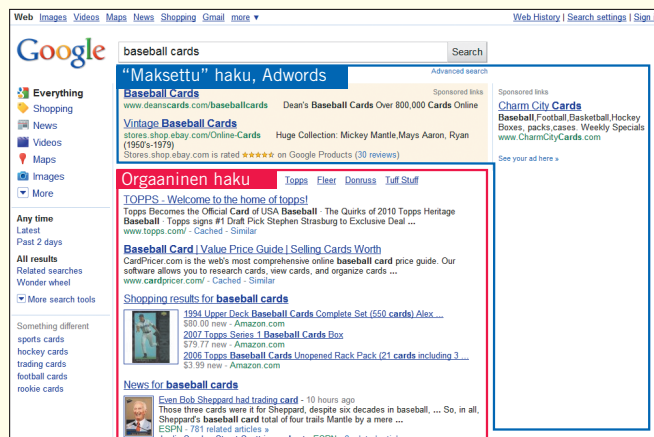 Web Images Videos Maps News Shopping Gmail more ▼
Web History | Search settings | Sign
Google
baseball cards
Search
Advanced search
"Maksettu" haku, Adwords
Baseball Cards
Sponsored links
www.deanscards.com/baseballcards Dean's Baseball Cards Over 800,000 Cards Online
Vintage Baseball Cards
stores.shop.ebay.com/Online-Cards Huge Collection: Mickey Mantle,Mays Aaron, Ryan
(1950's-1979)
Stores.shop.ebay.com is rated ★★★★★ on Google Products (30 reviews)
Sponsored links
Charm City Cards
Baseball,Football,Basketball,Hockey
Boxes, packs,cases. Weekly Specials
www.CharmCityCards.com
See your ad here »
Everything
Shopping
News
Videos
Maps
Images
More
Any time
Latest
Past 2 days
All results
Related searches
Wonder wheel
More search tools
Something different
sports cards
hockey cards
trading cards
football cards
rookie cards
Orgaaninen haku
Topps Fleer Donruss Tuff Stuff
TOPPS - Welcome to the home of topps!
Topps Becomes the Official Card of USA Baseball · The Quirks of 2010 Topps Heritage
Baseball · Topps signs #1 Draft Pick Stephen Strasburg to Exclusive Deal ...
www.topps.com/ - Cached - Similar
Baseball Card | Value Price Guide | Selling Cards Worth
CardPricer.com is the web's most comprehensive online baseball card price guide. Our
software allows you to research cards, view cards, and organize cards ...
www.cardpricer.com/ - Cached - Similar
Shopping results for baseball cards
1994 Upper Deck Baseball Cards Complete Set (550 cards) Alex ...
$80.00 new - Amazon.com
2007 Topps Series 1 Baseball Cards Box
$79.77 new - Amazon.com
2006 Topps Baseball Cards Unopened Rack Pack (21 cards including 3 ...
$3.99 new - Amazon.com
News for baseball cards
Even Bob Sheppard had trading card - 10 hours ago
Those three cards were it for Sheppard, despite six decades in baseball, ... So, in all,
Sheppard's baseball card total of four trails Mantle by a mere ...
ESPN - 781 related articles »